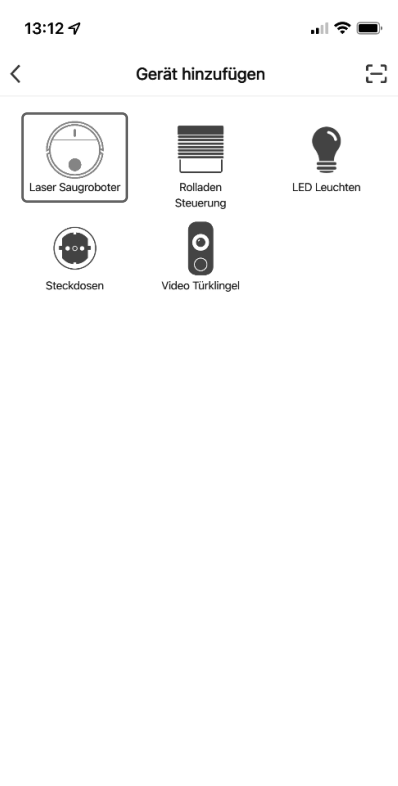 13:12
Gerät hinzufügen
Laser Saugroboter
Rolladen
Steuerung
LED Leuchten
Steckdosen
Video Türklingel